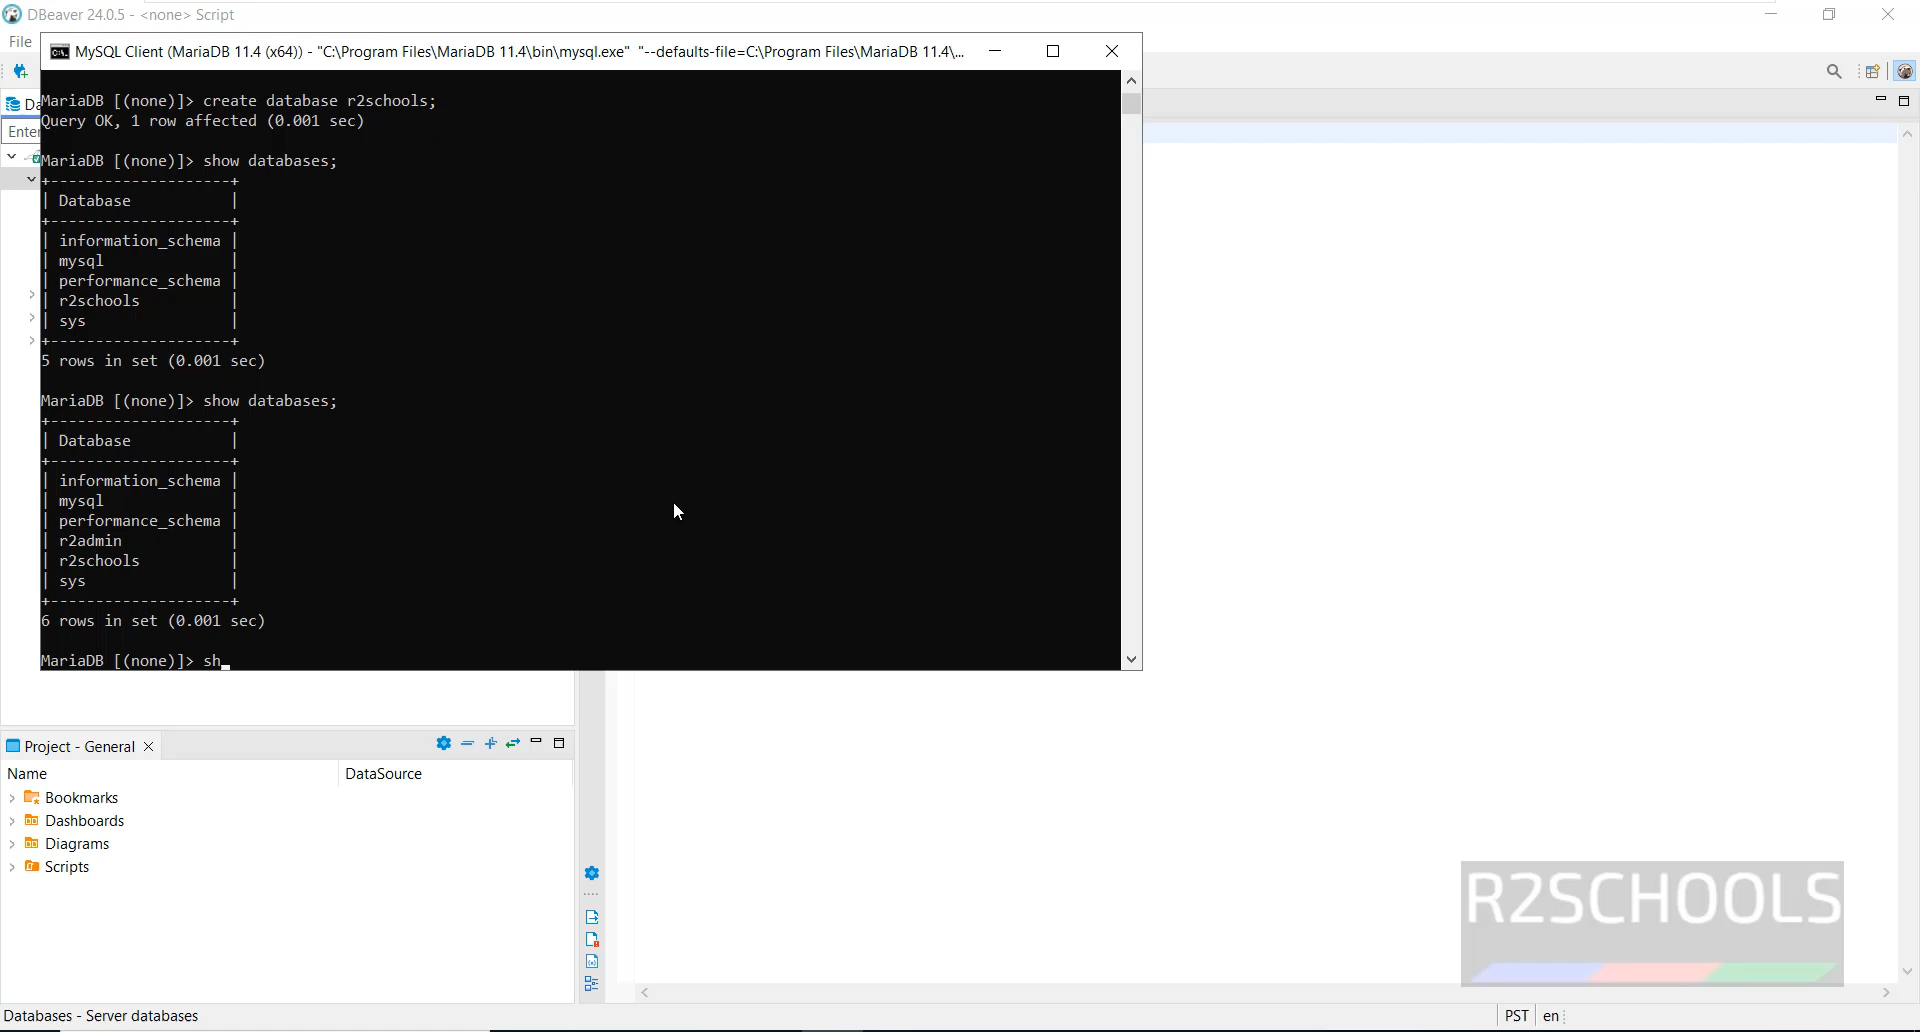 DBeaver 24.0.5 - <none> Script
File
MySQL Client (MariaDB 11.4 (x64)) - "C:\Program Files\MariaDB 11.4\bin\mysql.exe" "--defaults-file=C:\Program Files\MariaDB 11.4\...
Da
Enter
MariaDB [(none)]> create database r2schools;
Query OK, 1 row affected (0.001 sec)
MariaDB [(none)]> show databases;
+--------------------+
| Database           |
+--------------------+
| information_schema |
| mysql              |
| performance_schema |
| r2schools          |
| sys                |
+--------------------+
5 rows in set (0.001 sec)
MariaDB [(none)]> show databases;
+--------------------+
| Database           |
+--------------------+
| information_schema |
| mysql              |
| performance_schema |
| r2admin            |
| r2schools          |
| sys                |
+--------------------+
6 rows in set (0.001 sec)
MariaDB [(none)]> sh_
Project - General
Name DataSource
Bookmarks
Dashboards
Diagrams
Scripts
R2SCHOOLS
Databases - Server databases
PST en